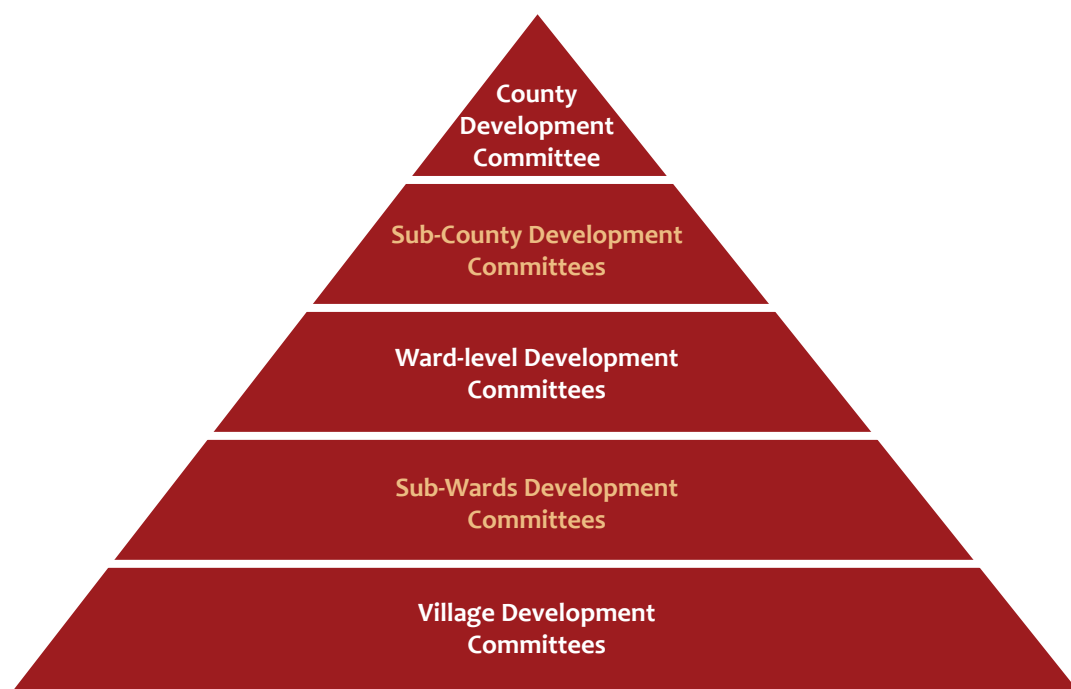 County
Development
Committee
Sub-County Development
Committees
Ward-level Development
Committees
Sub-Wards Development
Committees
Village Development
Committees